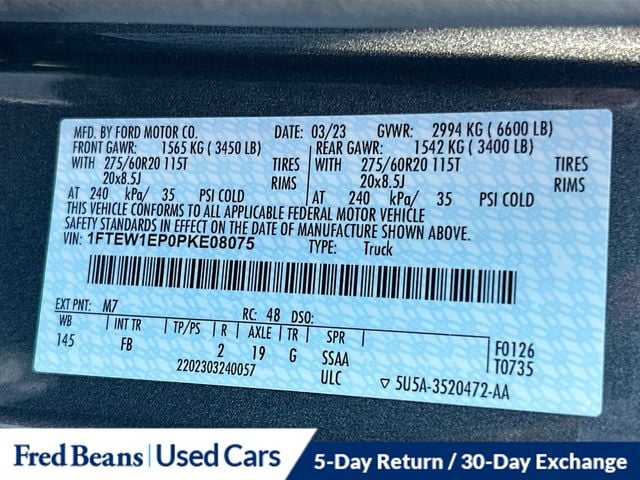 MFD. BY FORD MOTOR CO. DATE: 03/23 GVWR: 2994 KG ( 6600 LB)
FRONT GAWR: 1565 KG ( 3450 LB) REAR GAWR: 1542 KG ( 3400 LB)
WITH 275/60R20 115T TIRES WITH 275/60R20 115T TIRES
20x8.5J RIMS 20x8.5J RIMS
AT 240 kPa/ 35 PSI COLD AT 240 kPa/ 35 PSI COLD
THIS VEHICLE CONFORMS TO ALL APPLICABLE FEDERAL MOTOR VEHICLE
SAFETY STANDARDS IN EFFECT ON THE DATE OF MANUFACTURE SHOWN ABOVE.
VIN: 1FTEW1EP0PKE08075 TYPE: Truck
EXT PNT: M7 RC: 48 DSO:
WB INT TR TP/PS R AXLE TR SPR
145 FB 2 19 G SSAA
2202303240057 ULC
F0126
T0735
▽ 5U5A-3520472-AA
Fred Beans | Used Cars 5-Day Return / 30-Day Exchange